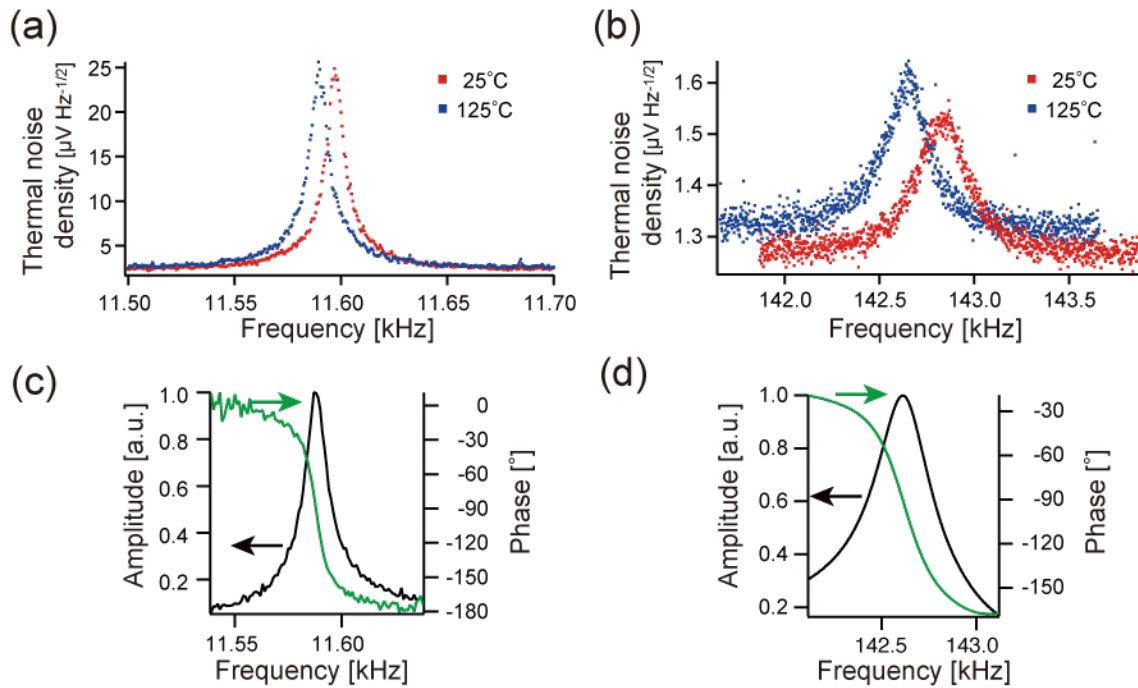 (a)
Thermal noise
density [µV Hz-1/2]
25
20
15
10
5
25°C
125°C
11.50
11.55
11.60
11.65
11.70
Frequency [kHz]
(b)
Thermal noise
density [µV Hz-1/2]
1.6
1.5
1.4
1.3
25°C
125°C
142.0
142.5
143.0
143.5
Frequency [kHz]
(c)
Amplitude [a.u.]
1.0
0.8
0.6
0.4
0.2
0
-30
-60
-90
-120
-150
-180
Phase [°]
11.55
11.60
Frequency [kHz]
(d)
Amplitude [a.u.]
1.0
0.8
0.6
0.4
0.2
-30
-60
-90
-120
-150
Phase [°]
142.5
143.0
Frequency [kHz]